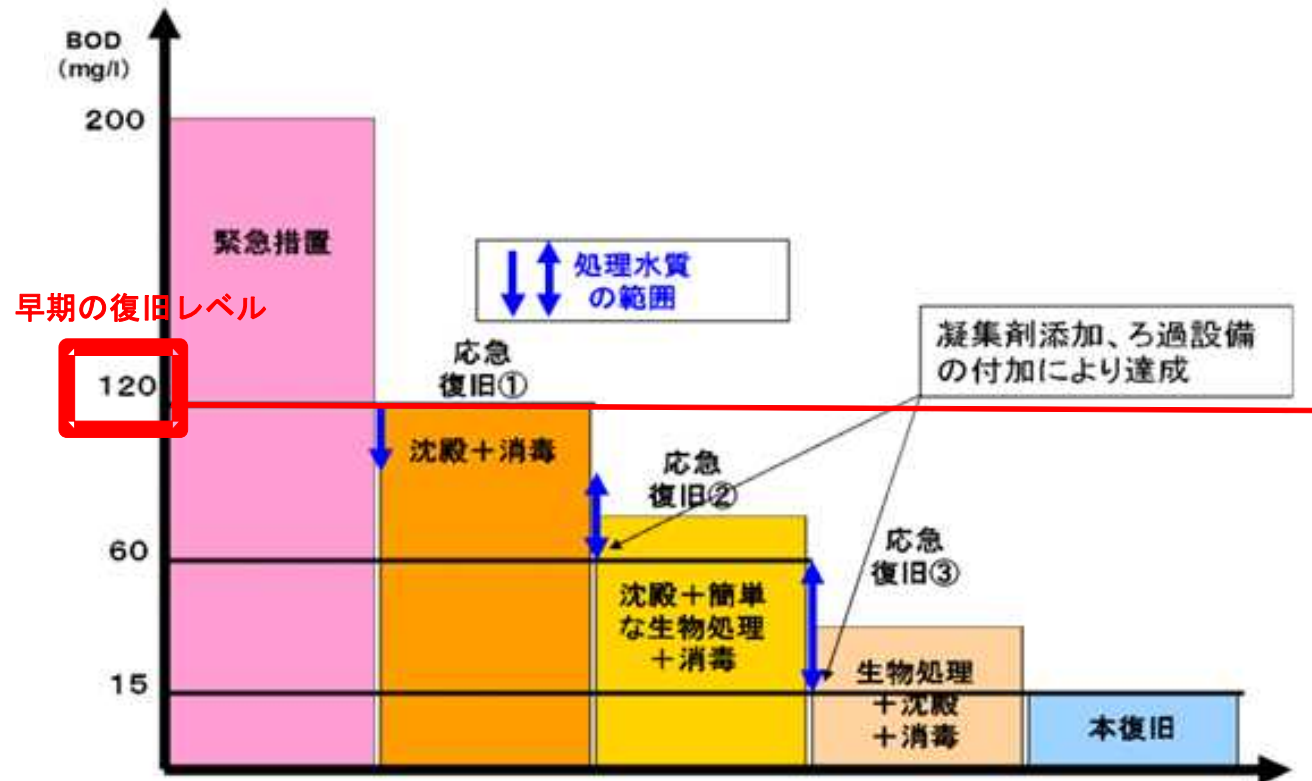 BOD
(mg/l)
200
緊急措置
処理水質
の範囲
早期の復旧レベル
120
応急
復旧①
凝集剤添加、ろ過設備
の付加により達成
沈殿＋消毒
応急
復旧②
60
応急
復旧③
沈殿＋簡単
な生物処理
＋消毒
15
生物処理
＋沈殿
＋消毒
本復旧